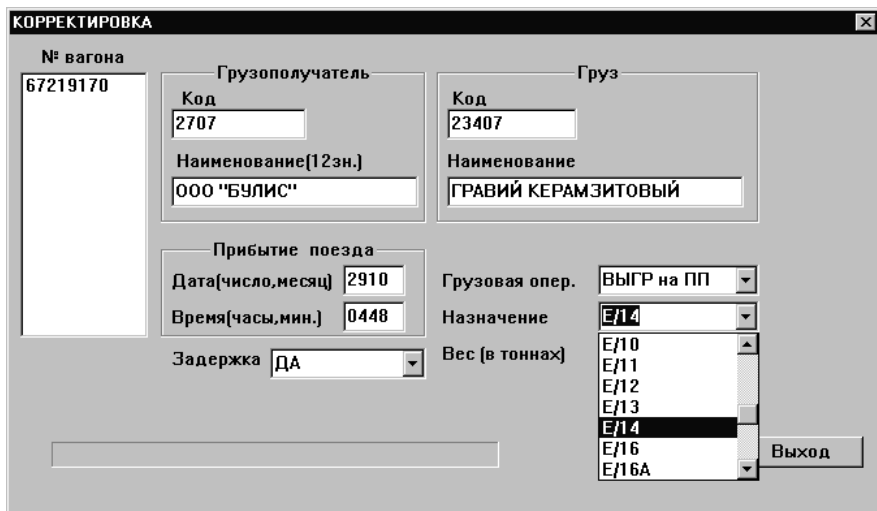 КОРРЕКТИРОВКА
№ вагона
67219170
Грузополучатель
Код
2707
Наименование(12зн.)
ООО "БУЛИС"
Груз
Код
23407
Наименование
ГРАВИЙ КЕРАМЗИТОВЫЙ
Прибытие поезда
Дата(число,месяц) 2910
Время(часы,мин.) 0448
Задержка ДА
Грузовая опер. ВЫГР на ПП
Назначение Е/14
Вес (в тоннах)
Е/10
Е/11
Е/12
Е/13
Е/14
Е/16
Е/16А
Выход